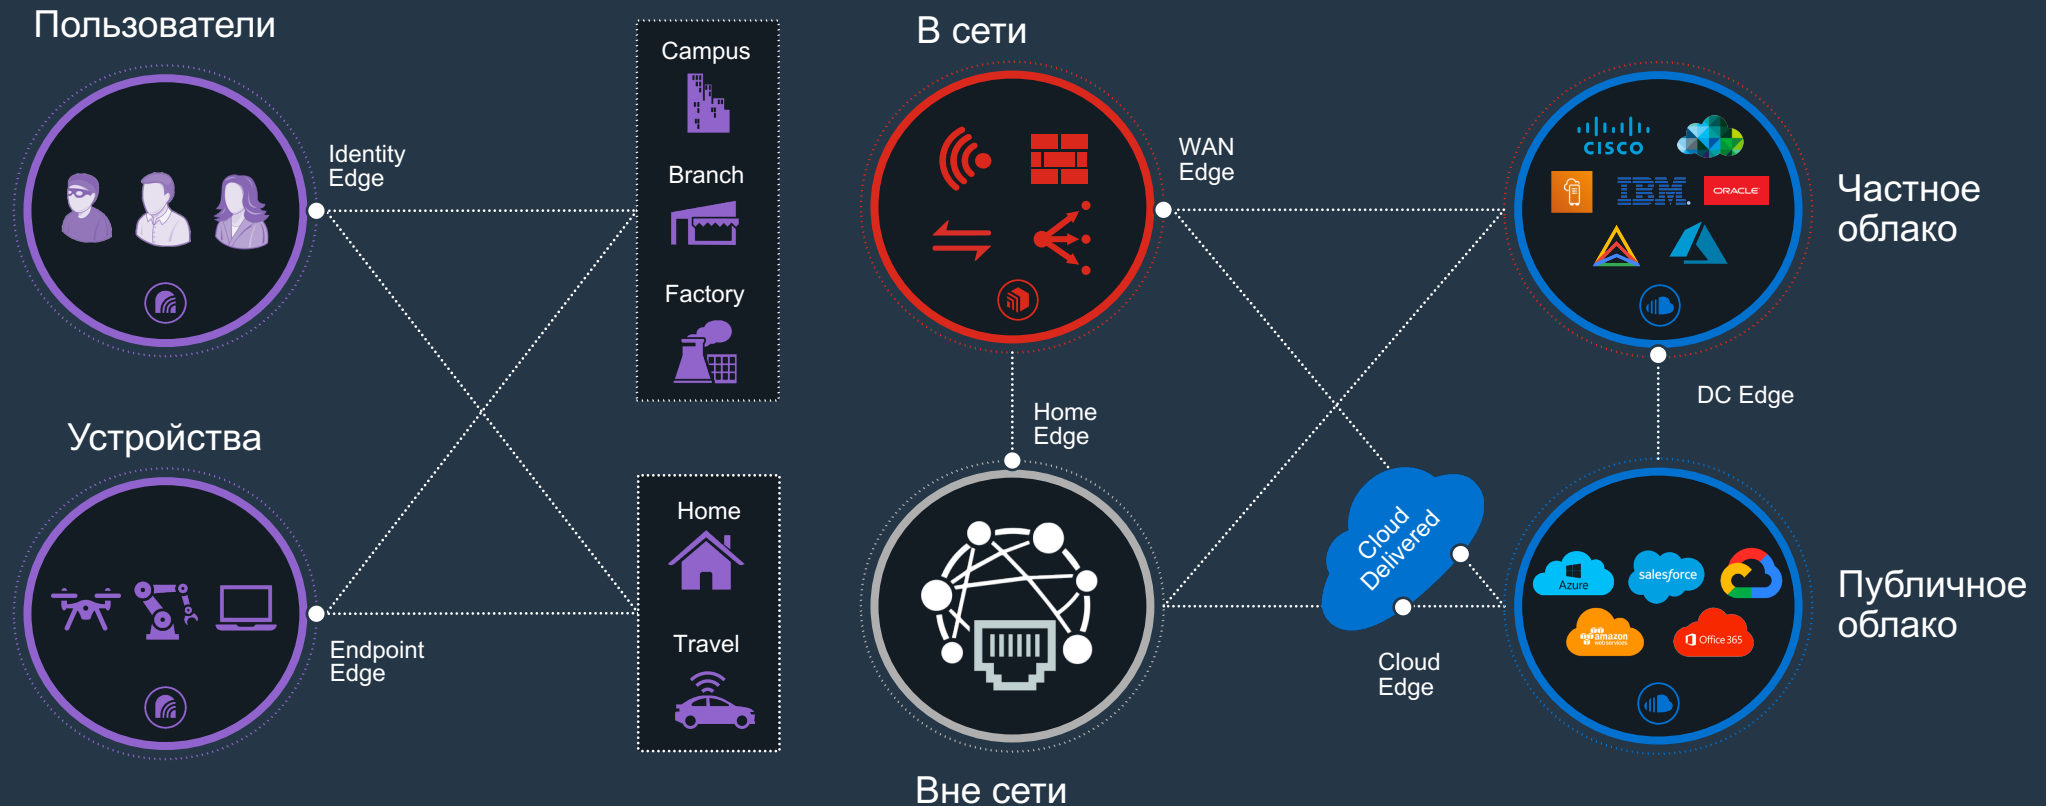 Пользователи
Identity
Edge
Campus
Branch
Factory
Устройства
Endpoint
Edge
Home
Travel
В сети
WAN
Edge
Home
Edge
Вне сети
Cloud
Delivered
Cloud
Edge
CISCO
IBM
ORACLE
Частное
облако
DC Edge
Azure
salesforce
amazon
webservices
Office 365
Публичное
облако